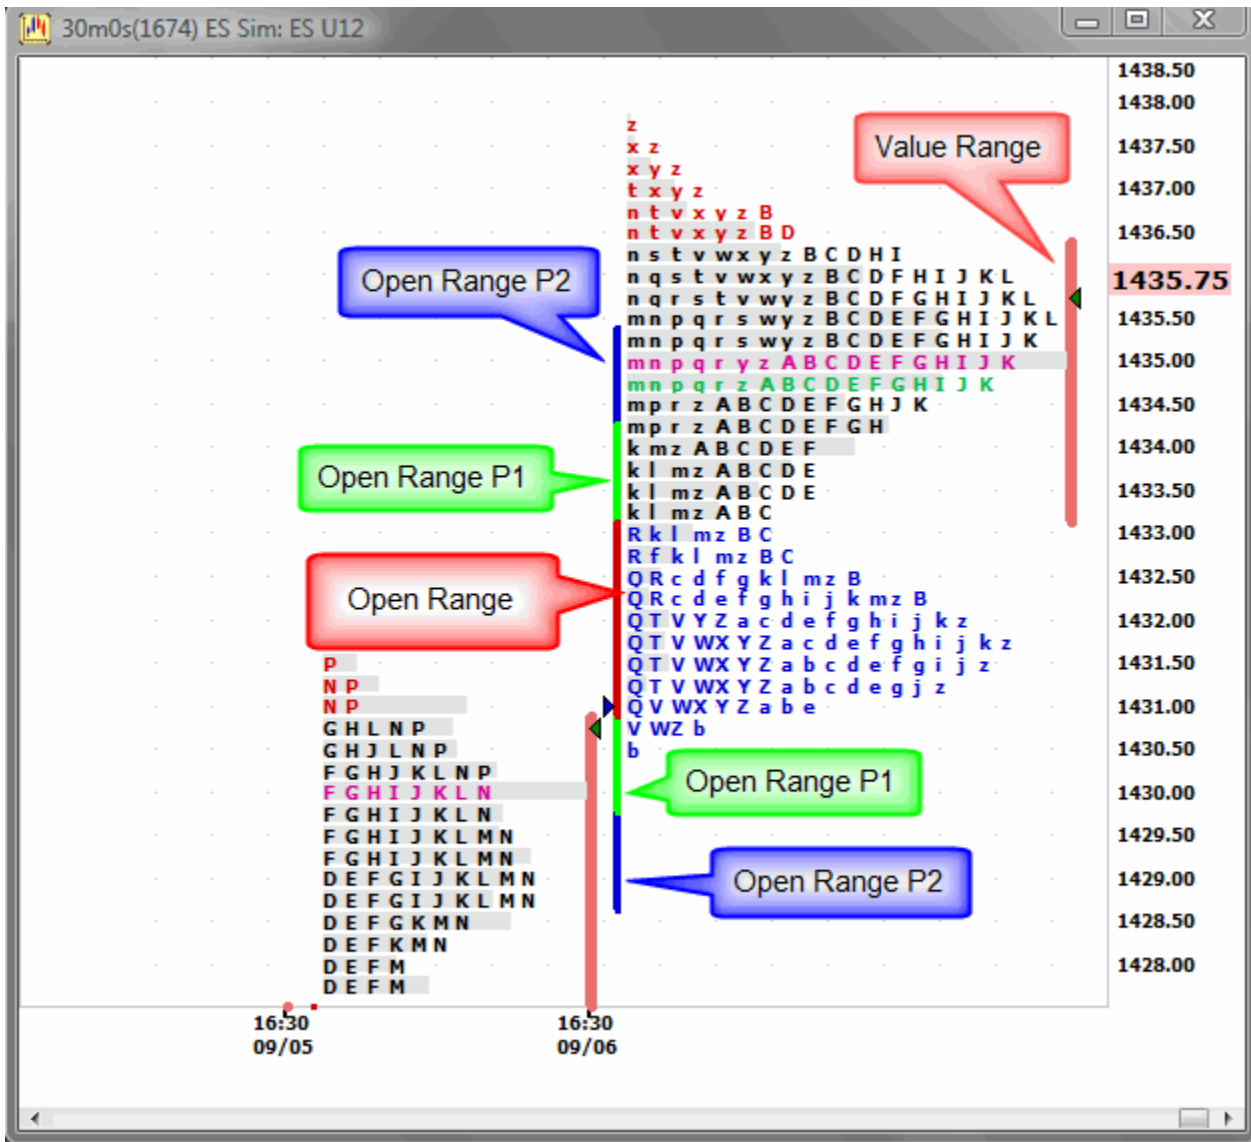 30m0s(1674) ES Sim: ES U12
1438.50
1438.00
z
x z
1437.50
x y z
t x y z
1437.00
n t v x y z B
n t v x y z B D
1436.50
n s t v w x y z B C D H I
n q s t v w x y z B C D F H I J K L
1435.75
n q r s t v w y z B C D F G H I J K L
m n p q r s w y z B C D E F G H I J K L
1435.50
m n p q r s w y z B C D E F G H I J K
m n p q r y z A B C D E F G H I J K
1435.00
m n p q r z A B C D E F G H I J K
m p r z A B C D E F G H J K
1434.50
m p r z A B C D E F G H
k m z A B C D E F
1434.00
k l m z A B C D E
k l m z A B C D E
1433.50
k l m z A B C
R k l m z B C
1433.00
R f k l m z B C
Q R c d f g k l m z B
1432.50
Q R c d e f g h i j k m z B
Q T V Y Z a c d e f g h i j k z
1432.00
Q T V W X Y Z a c d e f g h i j k z
Q T V W X Y Z a b c d e f g i j z
1431.50
Q T V W X Y Z a b c d e g j z
Q V W X Y Z a b e
1431.00
V W Z b
b
1430.50
1430.00
1429.50
1429.00
1428.50
1428.00
P
N P
N P
G H L N P
G H J L N P
F G H J K L N P
F G H I J K L N
F G H I J K L N
F G H I J K L M N
F G H I J K L M N
D E F G I J K L M N
D E F G I J K L M N
D E F G K M N
D E F K M N
D E F M
D E F M
Value Range
Open Range P2
Open Range P1
Open Range
Open Range P1
Open Range P2
16:30
09/05
16:30
09/06